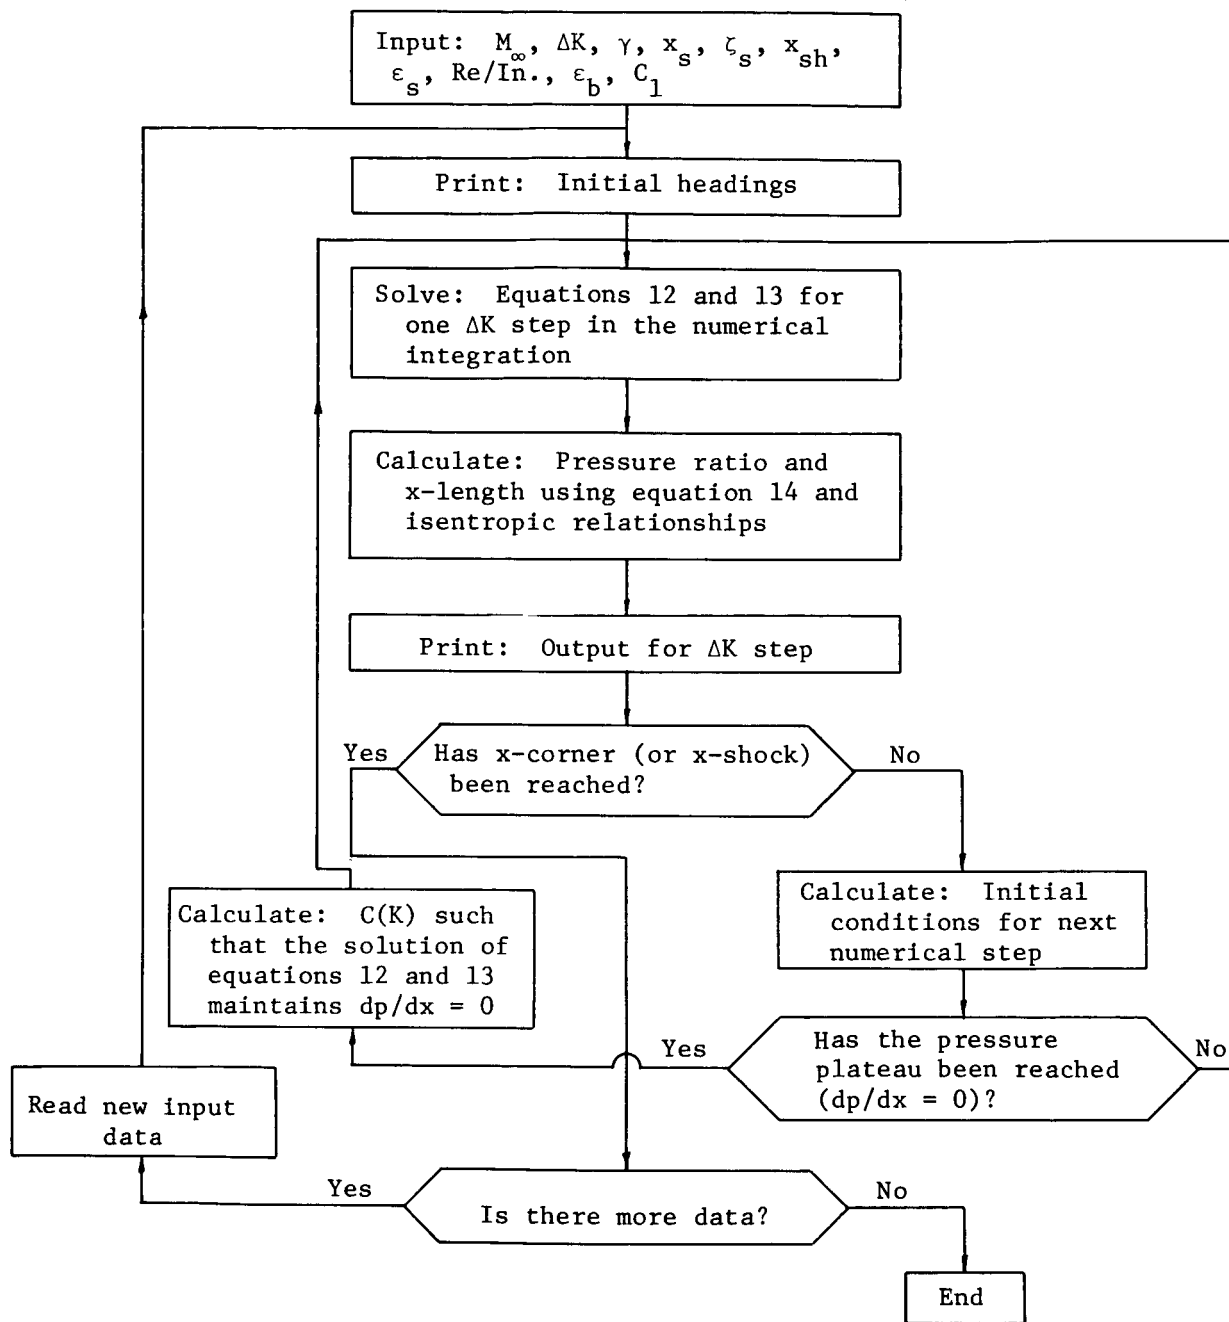 Input: M∞, ΔK, γ, xₛ, ζₛ, x_sh,
εₛ, Re/In., ε_b, C₁
Print: Initial headings
Solve: Equations 12 and 13 for
one ΔK step in the numerical
integration
Calculate: Pressure ratio and
x-length using equation 14 and
isentropic relationships
Print: Output for ΔK step
Yes
Has x-corner (or x-shock)
been reached?
No
Calculate: C(K) such
that the solution of
equations 12 and 13
maintains dp/dx = 0
Calculate: Initial
conditions for next
numerical step
Yes
Has the pressure
plateau been reached
(dp/dx = 0)?
No
Read new input
data
Yes
Is there more data?
No
End